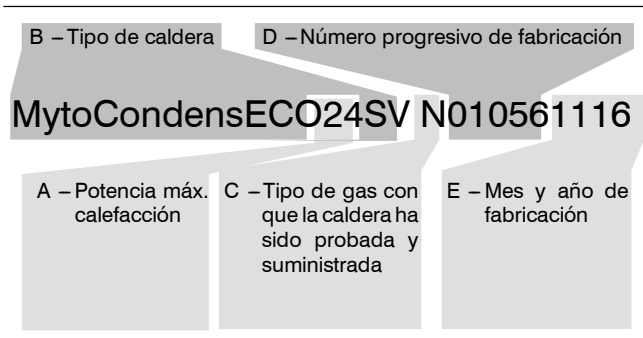 B – Tipo de caldera
D – Número progresivo de fabricación
MytoCondensECO24SV N010561116
A – Potencia máx. calefacción
C – Tipo de gas con que la caldera ha sido probada y suministrada
E – Mes y año de fabricación